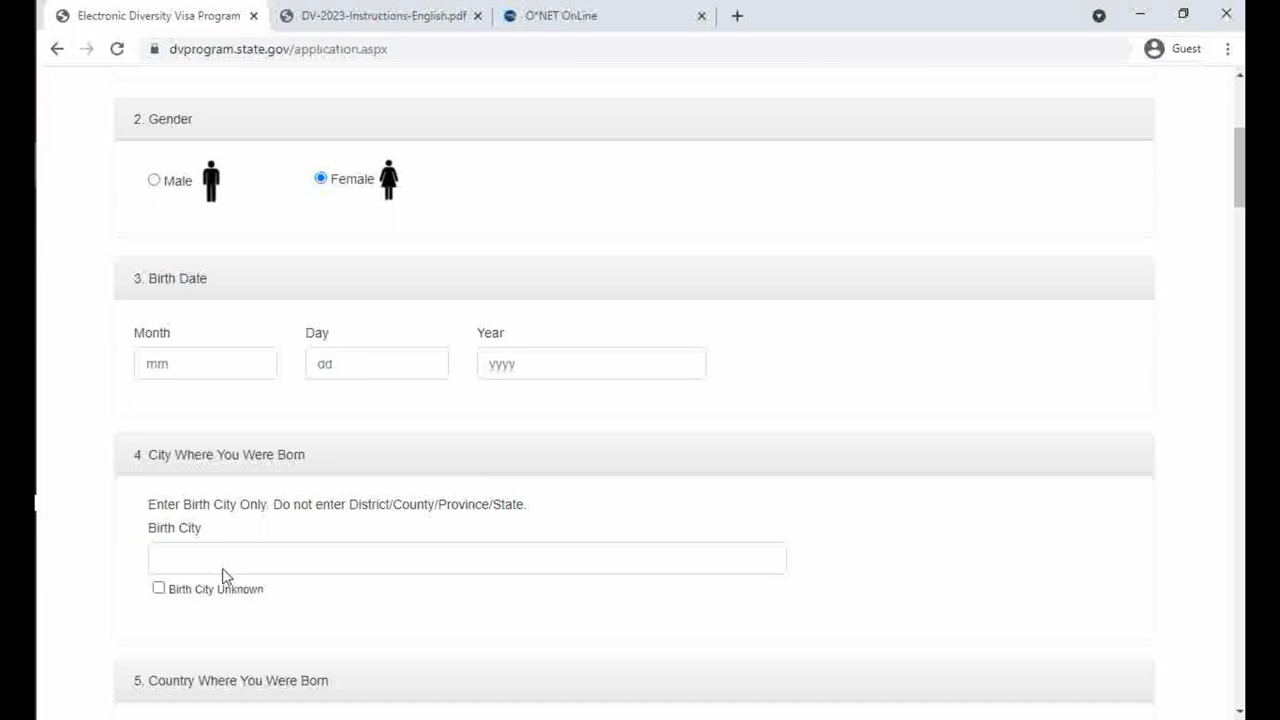 Electronic Diversity Visa Program
DV-2023-Instructions-English.pdf
O*NET OnLine
dvprogram.state.gov/application.aspx
Guest
2. Gender
Male
Female
3. Birth Date
Month
Day
Year
mm
dd
yyyy
4 City Where You Were Born
Enter Birth City Only. Do not enter District/County/Province/State.
Birth City
Birth City Unknown
5. Country Where You Were Born